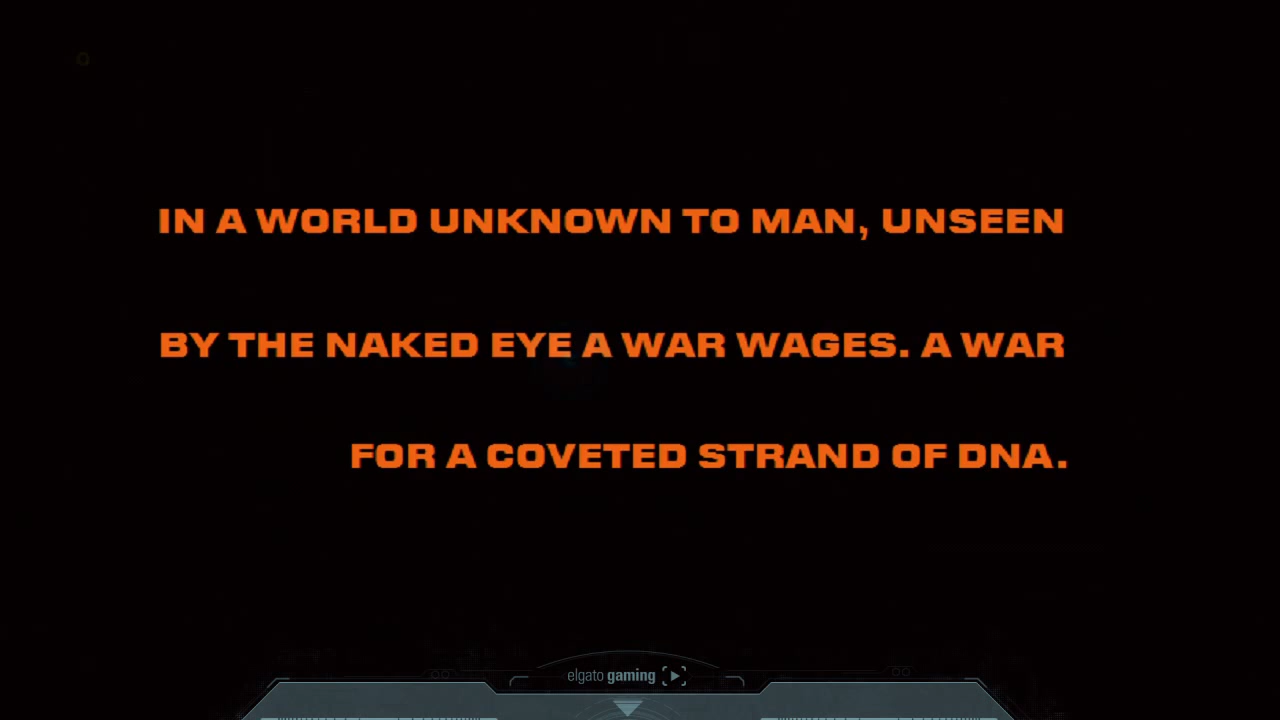 IN A WORLD UNKNOWN TO MAN, UNSEEN
BY THE NAKED EYE A WAR WAGES. A WAR
FOR A COVETED STRAND OF DNA.
elgato gaming